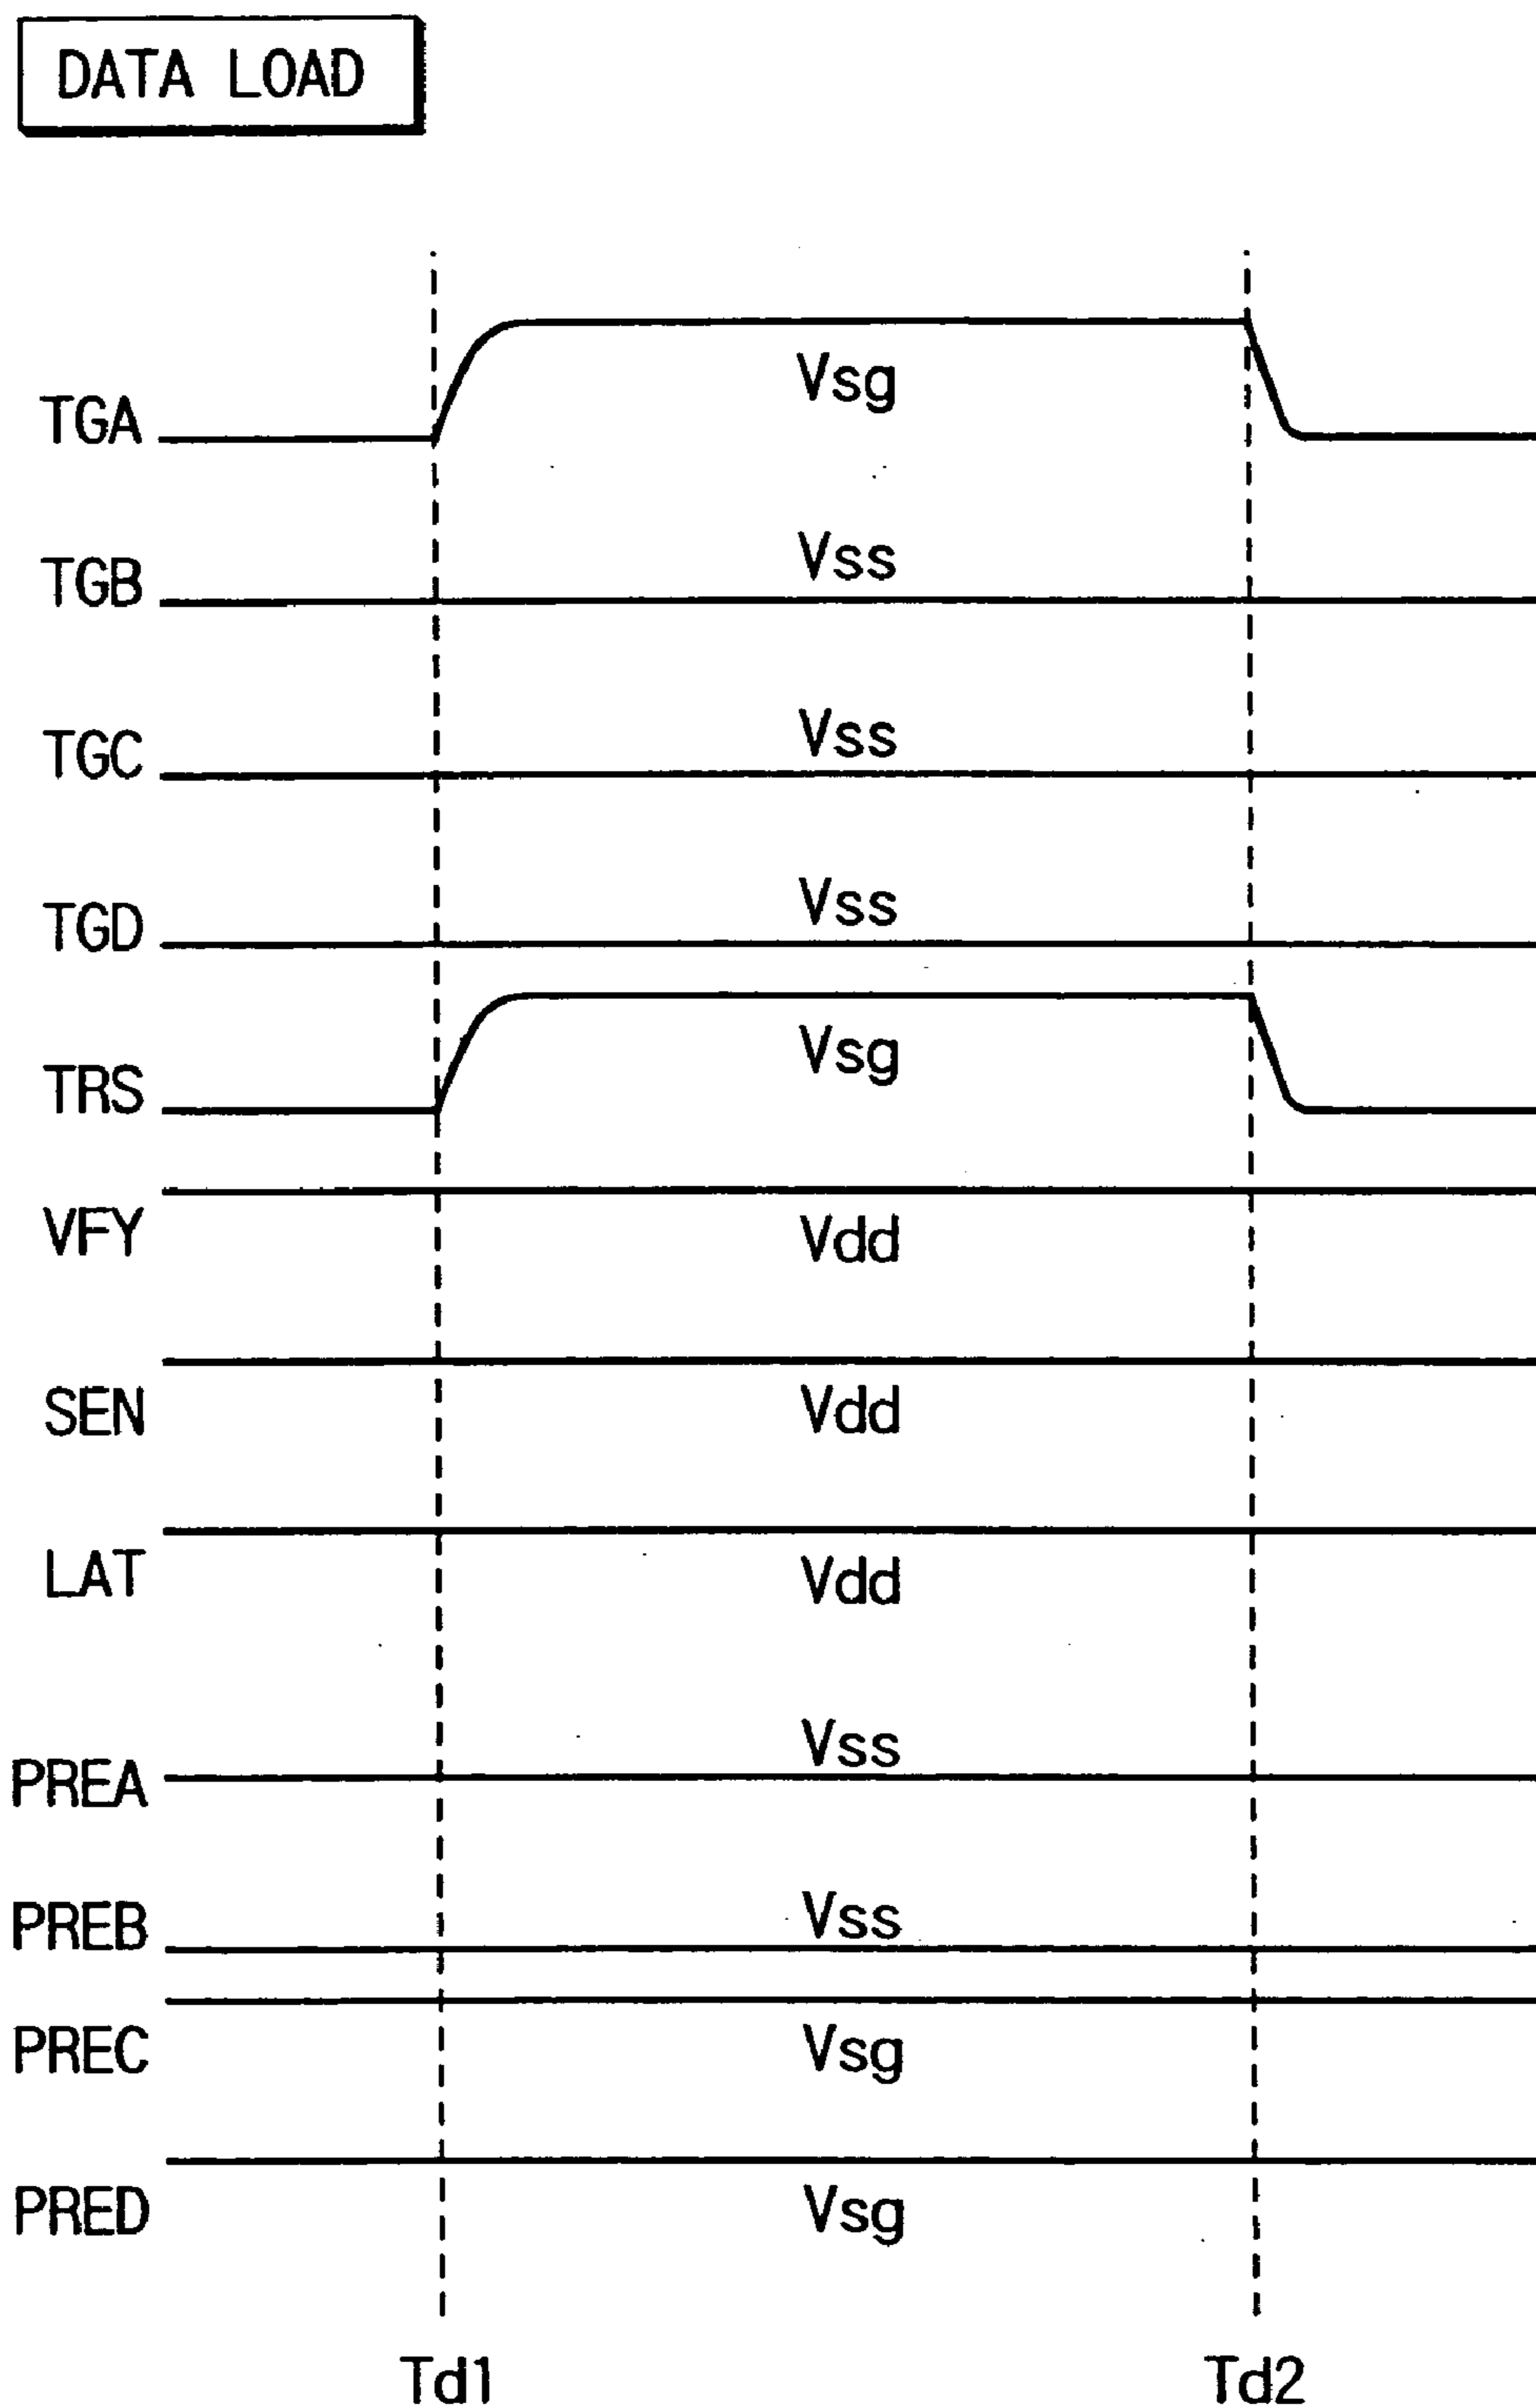 DATA LOAD
TGA Vsg
TGB Vss
TGC Vss
TGD Vss
TRS Vsg
VFY Vdd
SEN Vdd
LAT Vdd
PREA Vss
PREB Vss
PREC Vsg
PRED Vsg
Td1 Td2